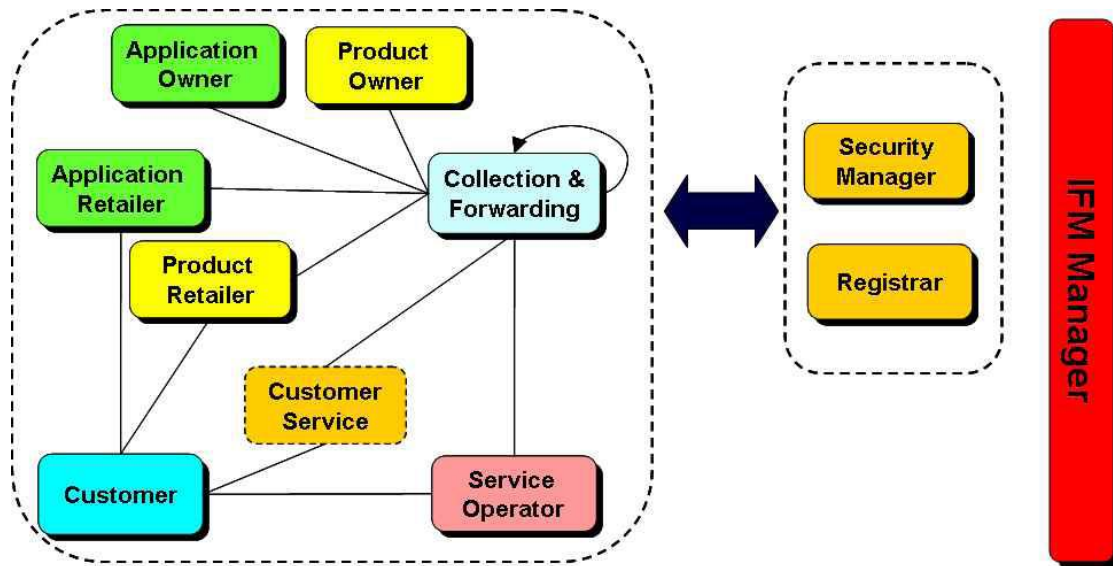 Application
Owner
Product
Owner
Application
Retailer
Collection &
Forwarding
Product
Retailer
Customer
Service
Customer
Service
Operator
Security
Manager
Registrar
IFM Manager